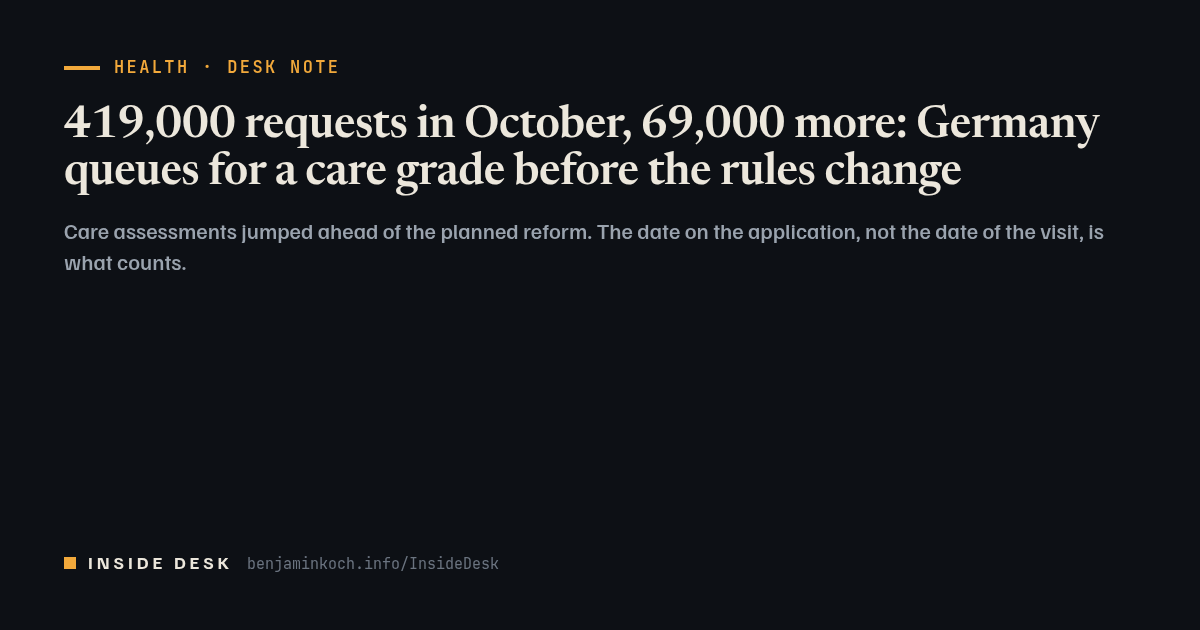 HEALTH · DESK NOTE
419,000 requests in October, 69,000 more: Germany
queues for a care grade before the rules change
Care assessments jumped ahead of the planned reform. The date on the application, not the date of the visit, is
what counts.
INSIDE DESK benjaminkoch.info/InsideDesk